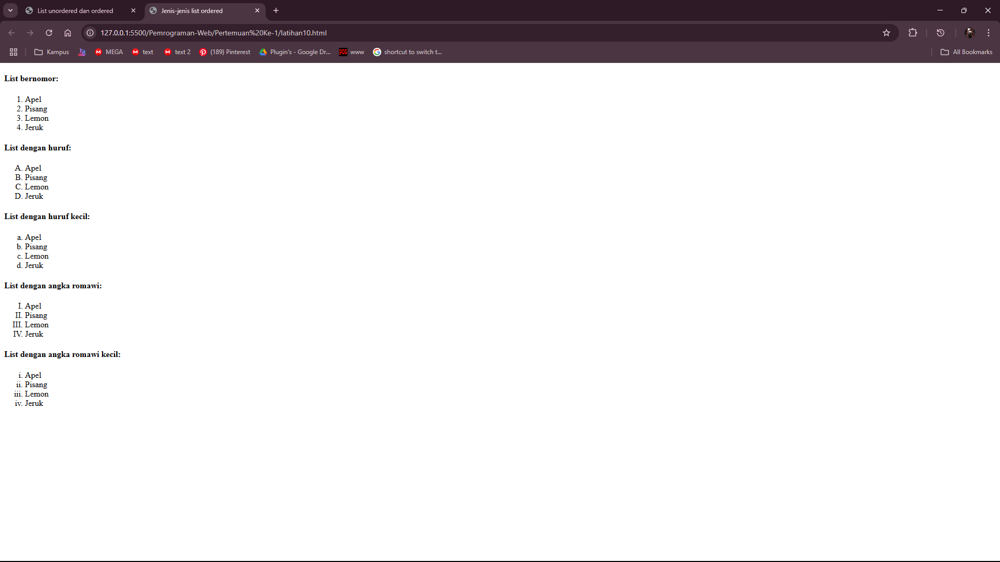 List unordered dan ordered
Jenis-jenis list ordered
127.0.0.1:5500/Pemrograman-Web/Pertemuan%20Ke-1/latihan10.html
Kampus MEGA text text 2 (189) Pinterest Plugin's - Google Dr... PDG www shortcut to switch t... All Bookmarks
List bernomor:
1. Apel
2. Pisang
3. Lemon
4. Jeruk
List dengan huruf:
A. Apel
B. Pisang
C. Lemon
D. Jeruk
List dengan huruf kecil:
a. Apel
b. Pisang
c. Lemon
d. Jeruk
List dengan angka romawi:
I. Apel
II. Pisang
III. Lemon
IV. Jeruk
List dengan angka romawi kecil:
i. Apel
ii. Pisang
iii. Lemon
iv. Jeruk